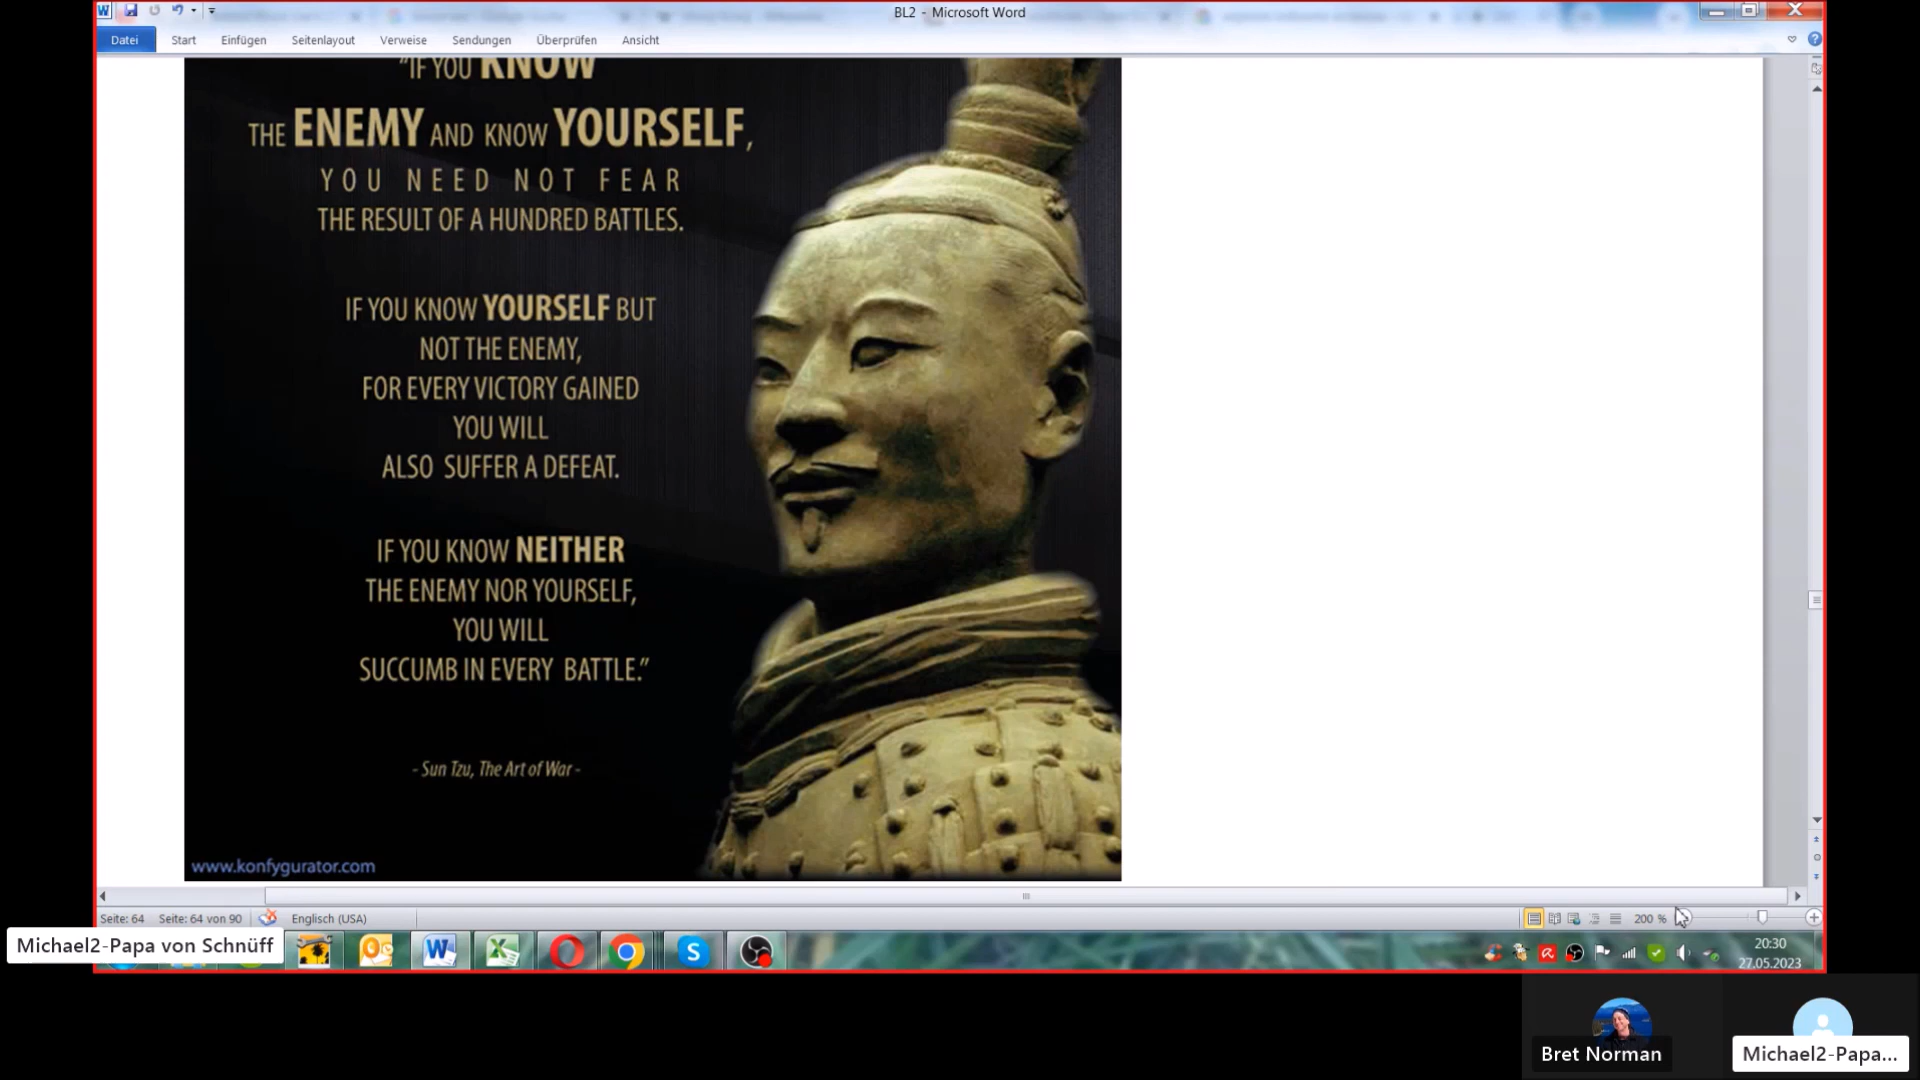 BL2 - Microsoft Word
Datei Start Einfügen Seitenlayout Verweise Sendungen Überprüfen Ansicht
“IF YOU KNOW
THE ENEMY AND KNOW YOURSELF,
YOU NEED NOT FEAR
THE RESULT OF A HUNDRED BATTLES.
IF YOU KNOW YOURSELF BUT
NOT THE ENEMY,
FOR EVERY VICTORY GAINED
YOU WILL
ALSO SUFFER A DEFEAT.
IF YOU KNOW NEITHER
THE ENEMY NOR YOURSELF,
YOU WILL
SUCCUMB IN EVERY BATTLE.”
- Sun Tzu, The Art of War -
www.konfygurator.com
Seite: 64 Seite: 64 von 90 Englisch (USA) 200 %
Michael2-Papa von Schnüff
20:30
27.05.2023
Bret Norman
Michael2-Papa...